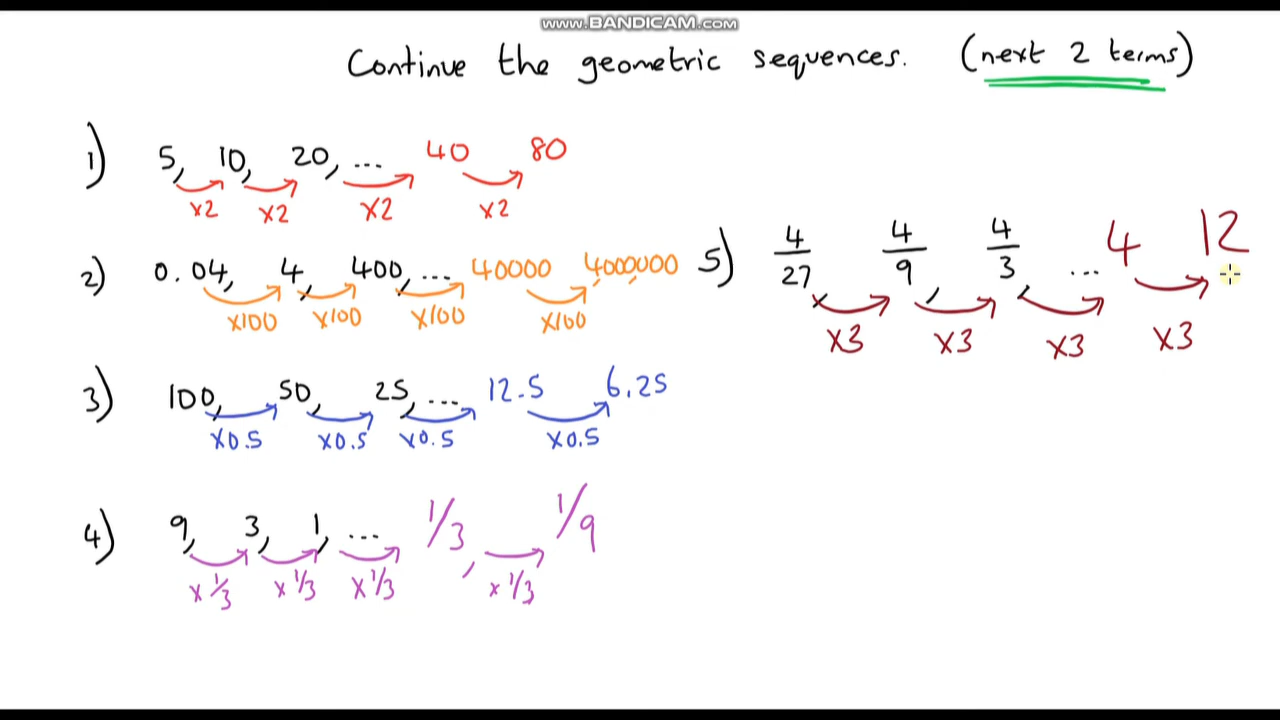 www.BANDICAM.com
Continue the geometric sequences. (next 2 terms)
1) 5, 10, 20, ... 40 80
x2 x2 x2 x2
2) 0.04, 4, 400, ... 40000 4000000
x100 x100 x100 x100
3) 100, 50, 25, ... 12.5 6.25
x0.5 x0.5 x0.5 x0.5
4) 9, 3, 1, ... 1/3, 1/9
x 1/3 x 1/3 x 1/3 x 1/3
5) 4/27, 4/9, 4/3, ... 4 12
x3 x3 x3 x3